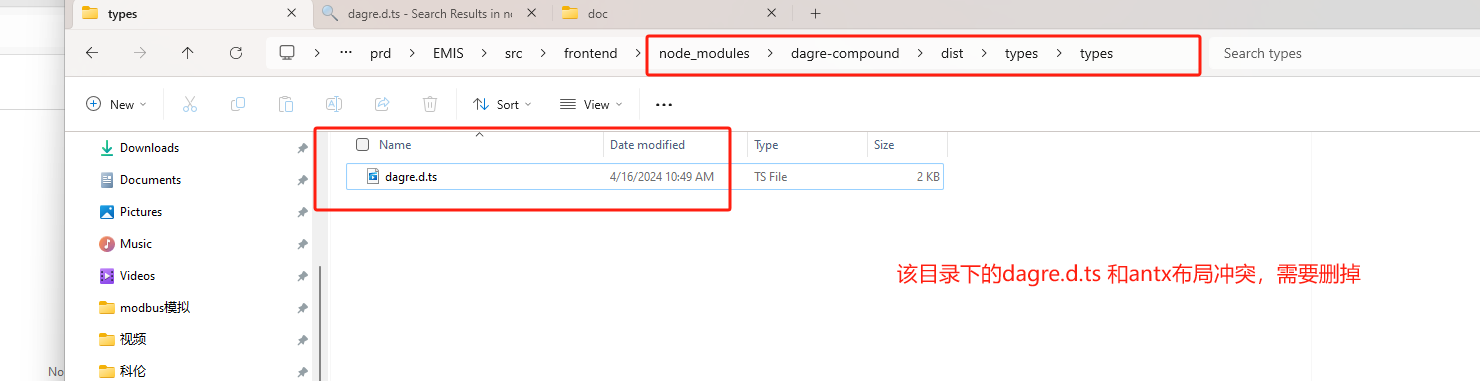 types
dagre.d.ts - Search Results in nc
doc
... prd EMIS src frontend node_modules dagre-compound dist types types
Search types
New Sort View ...
Name Date modified Type Size
dagre.d.ts 4/16/2024 10:49 AM TS File 2 KB
Downloads
Documents
Pictures
Music
Videos
modbus模拟
视频
科伦
No
该目录下的dagre.d.ts 和antx布局冲突，需要删掉